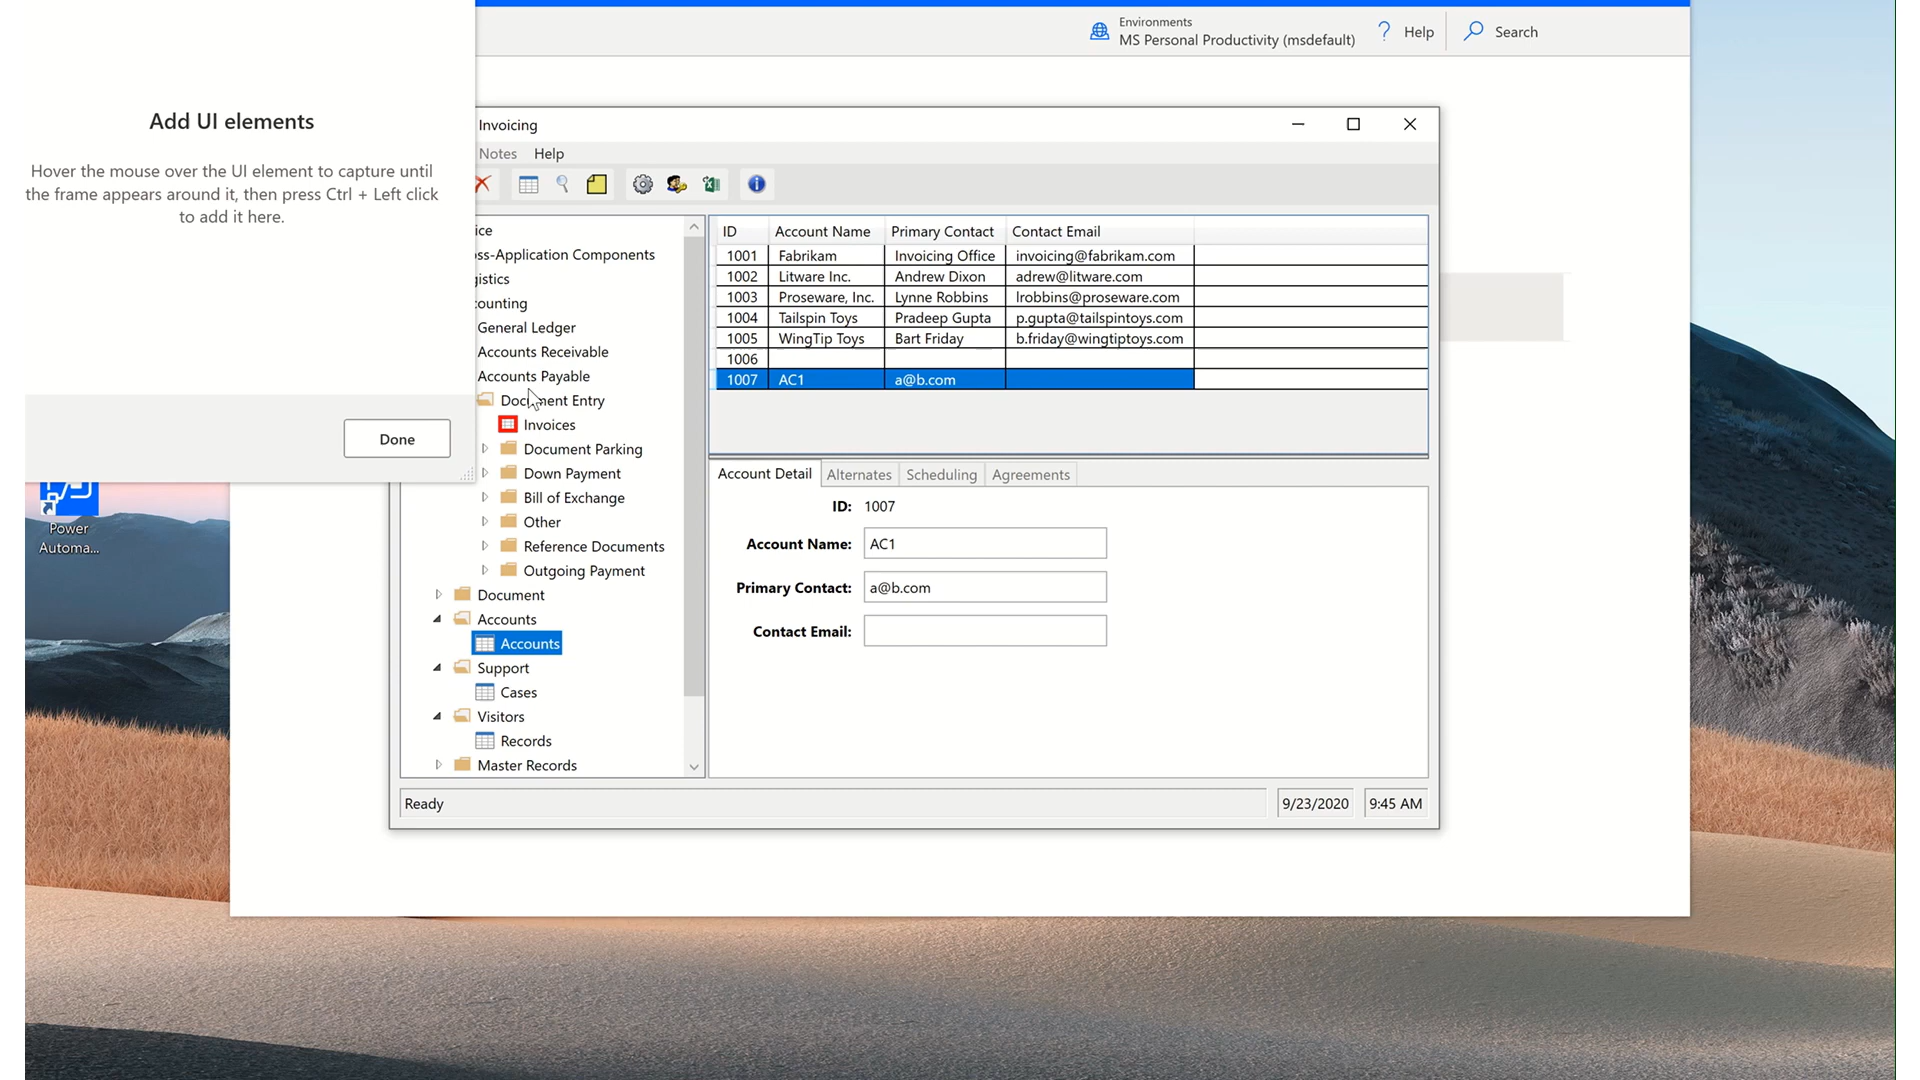 Environments
MS Personal Productivity (msdefault)
? Help
Search
Add UI elements
Hover the mouse over the UI element to capture until
the frame appears around it, then press Ctrl + Left click
to add it here.
Done
Power
Automa...
Invoicing
Notes Help
ice
ss-Application Components
gistics
counting
General Ledger
Accounts Receivable
Accounts Payable
Document Entry
Invoices
Document Parking
Down Payment
Bill of Exchange
Other
Reference Documents
Outgoing Payment
Document
Accounts
Accounts
Support
Cases
Visitors
Records
Master Records
ID Account Name Primary Contact Contact Email
1001 Fabrikam Invoicing Office invoicing@fabrikam.com
1002 Litware Inc. Andrew Dixon adrew@litware.com
1003 Proseware, Inc. Lynne Robbins lrobbins@proseware.com
1004 Tailspin Toys Pradeep Gupta p.gupta@tailspintoys.com
1005 WingTip Toys Bart Friday b.friday@wingtiptoys.com
1006
1007 AC1 a@b.com
Account Detail Alternates Scheduling Agreements
ID: 1007
Account Name: AC1
Primary Contact: a@b.com
Contact Email:
Ready
9/23/2020 9:45 AM